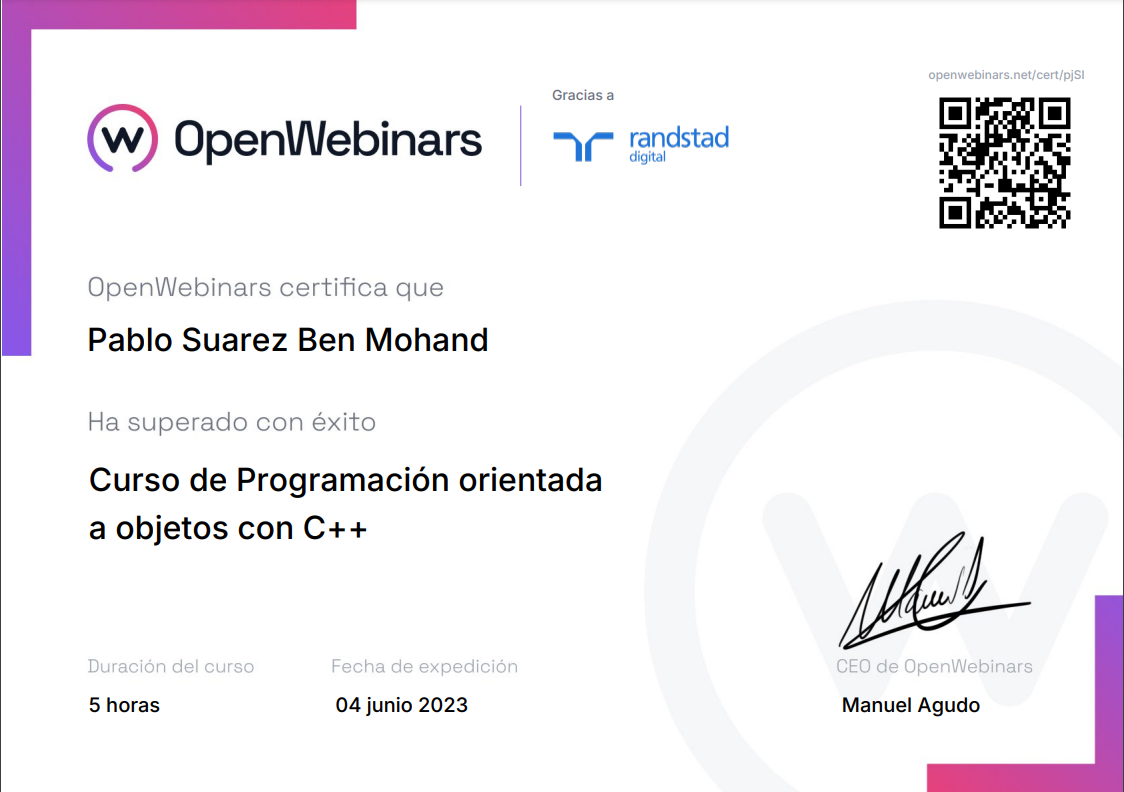 openwebinars.net/cert/pjSI
Gracias a
OpenWebinars
randstad
digital
OpenWebinars certifica que
Pablo Suarez Ben Mohand
Ha superado con éxito
Curso de Programación orientada
a objetos con C++
Duración del curso
5 horas
Fecha de expedición
04 junio 2023
CEO de OpenWebinars
Manuel Agudo